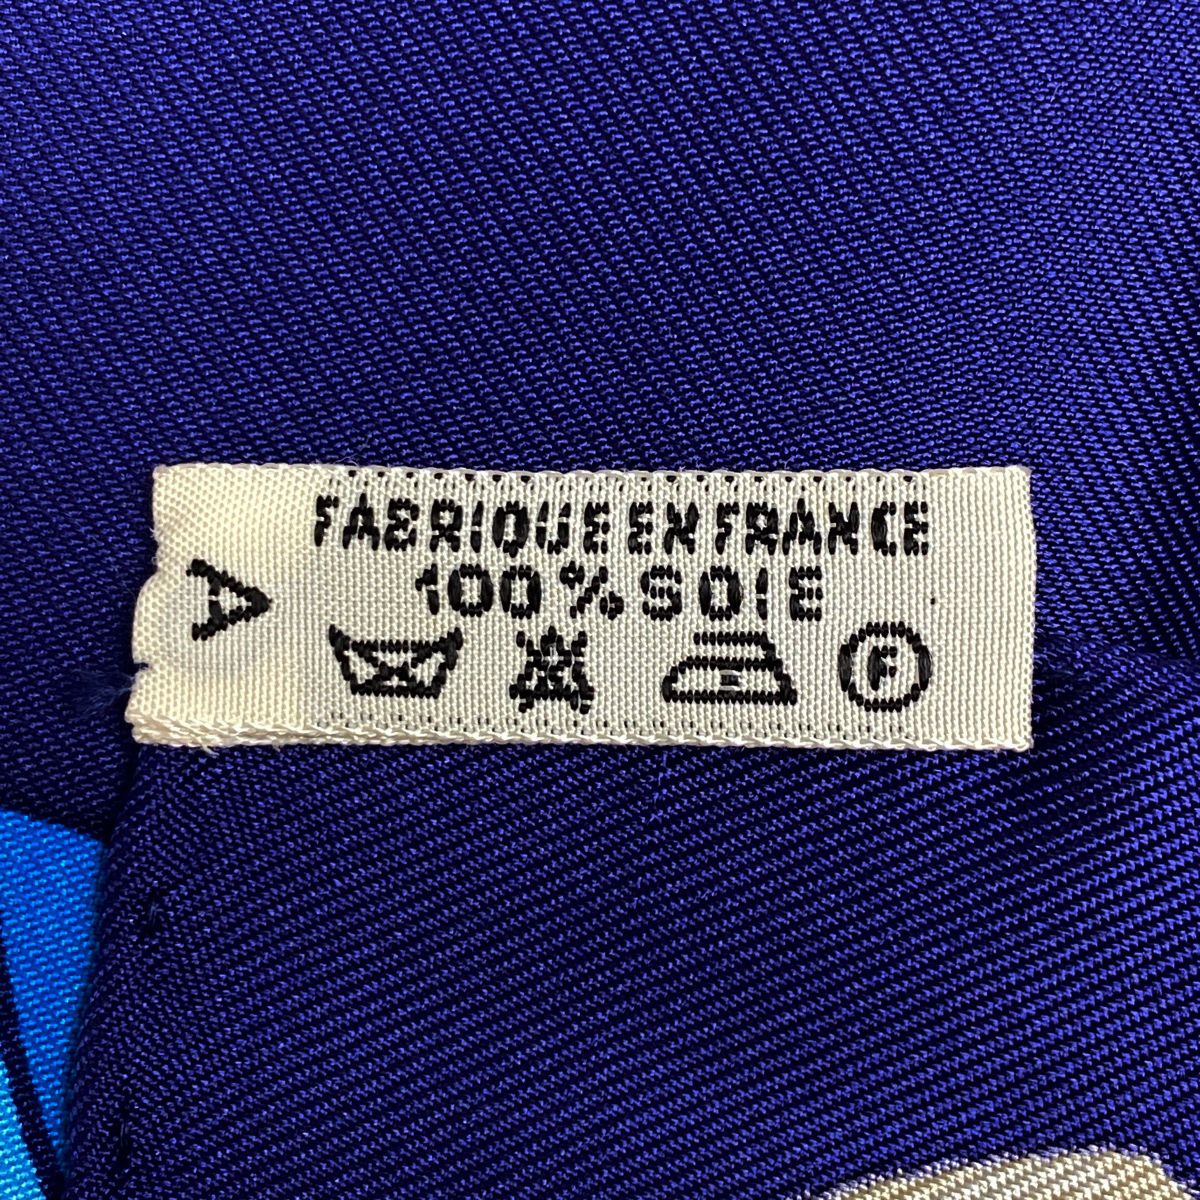 FABRIQUE EN FRANCE
100% SOIE
A
F